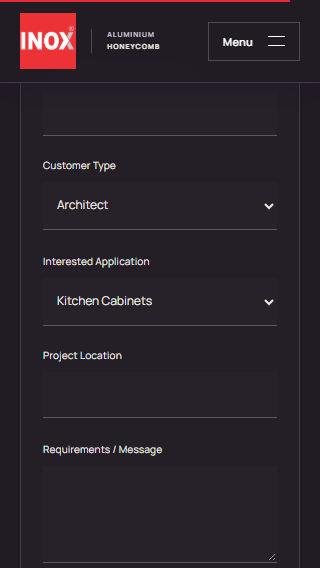 INOX
ALUMINIUM
HONEYCOMB
Menu
Customer Type
Architect
Interested Application
Kitchen Cabinets
Project Location
Requirements / Message